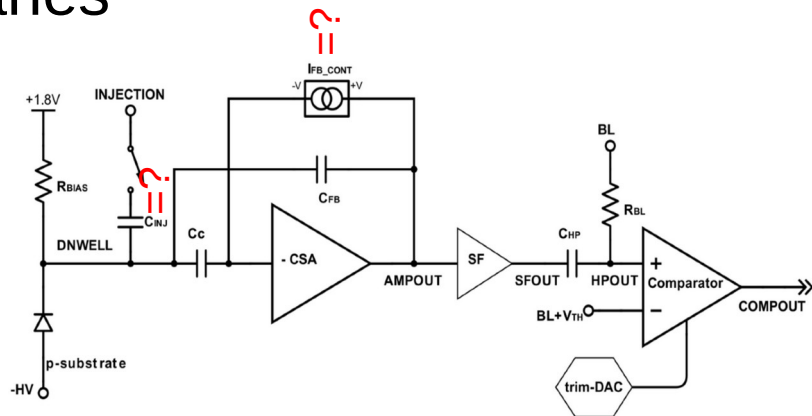 =?
IFB_CONT
-V
+V
+1.8V
INJECTION
RBIAS
=?
CINJ
CFB
BL
RBL
DNWELL
Cc
- CSA
AMPOUT
SF
SFOUT
CHP
HPOUT
+
Comparator
-
COMPOUT
BL+VTH
p-substrate
-HV
trim-DAC